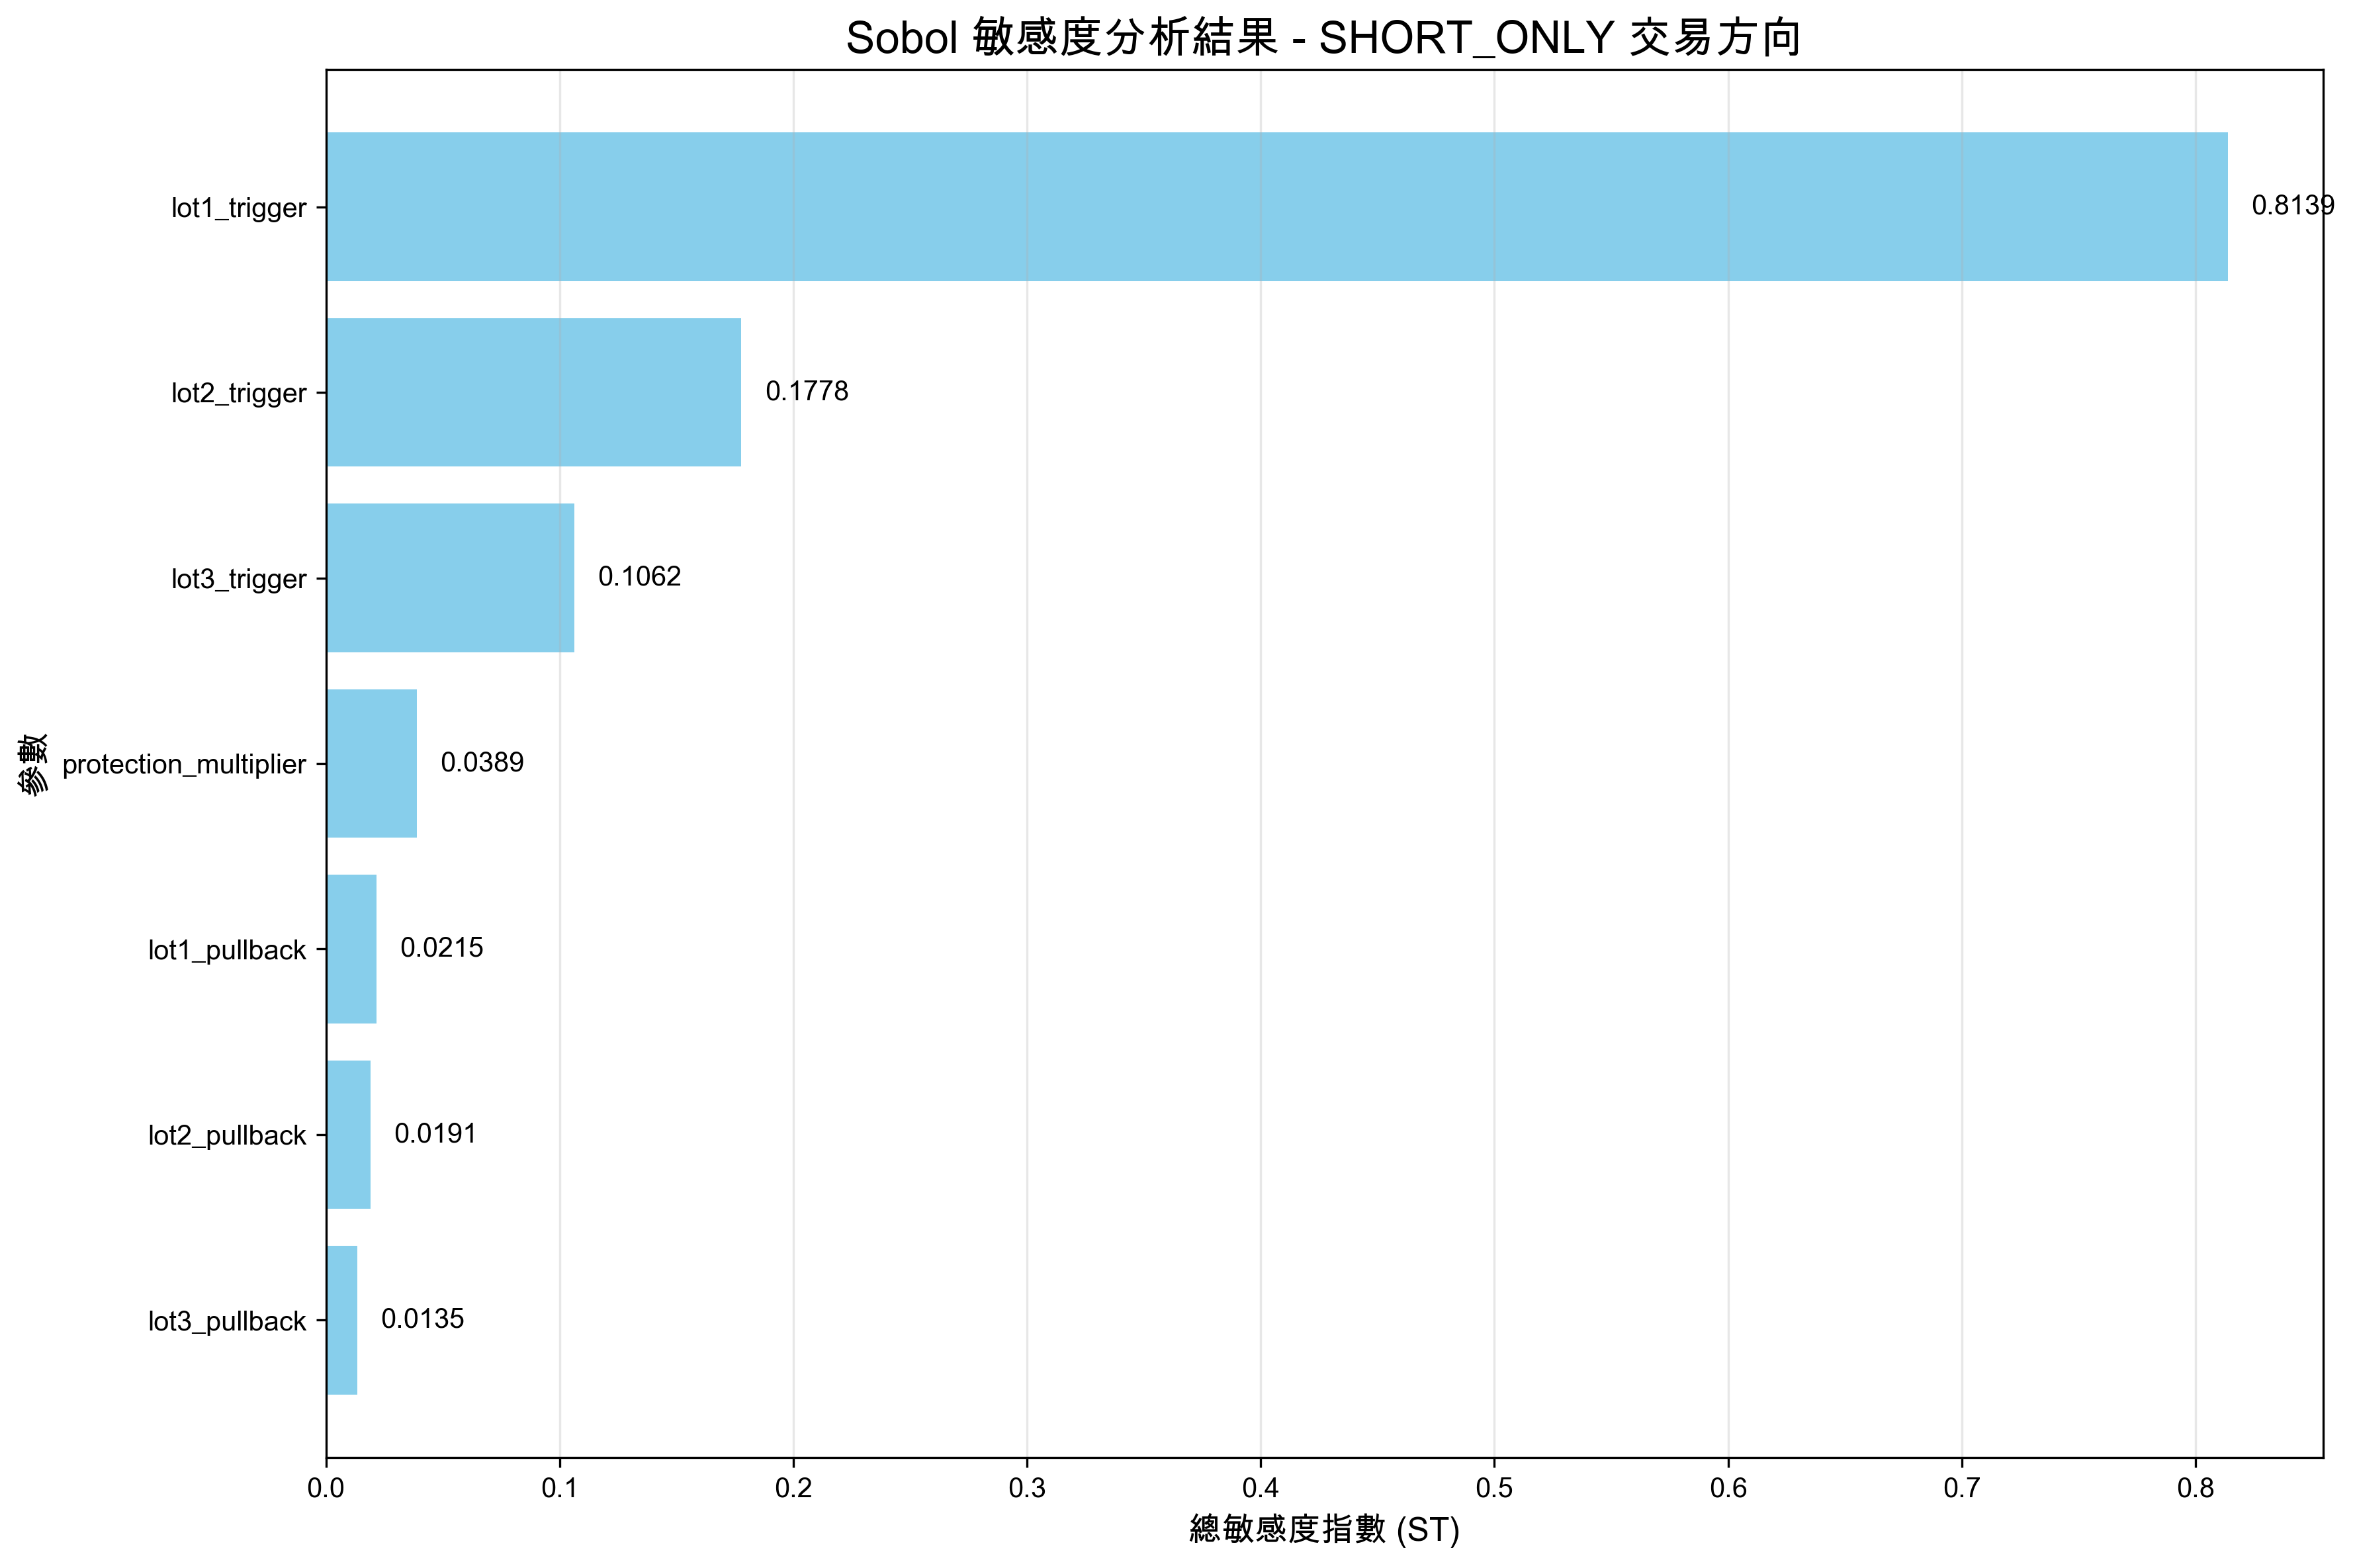 Sobol 敏感度分析結果 - SHORT_ONLY 交易方向
lot1_trigger
0.8139
lot2_trigger
0.1778
lot3_trigger
0.1062
參數
protection_multiplier
0.0389
lot1_pullback
0.0215
lot2_pullback
0.0191
lot3_pullback
0.0135
0.0 0.1 0.2 0.3 0.4 0.5 0.6 0.7 0.8
總敏感度指數 (ST)